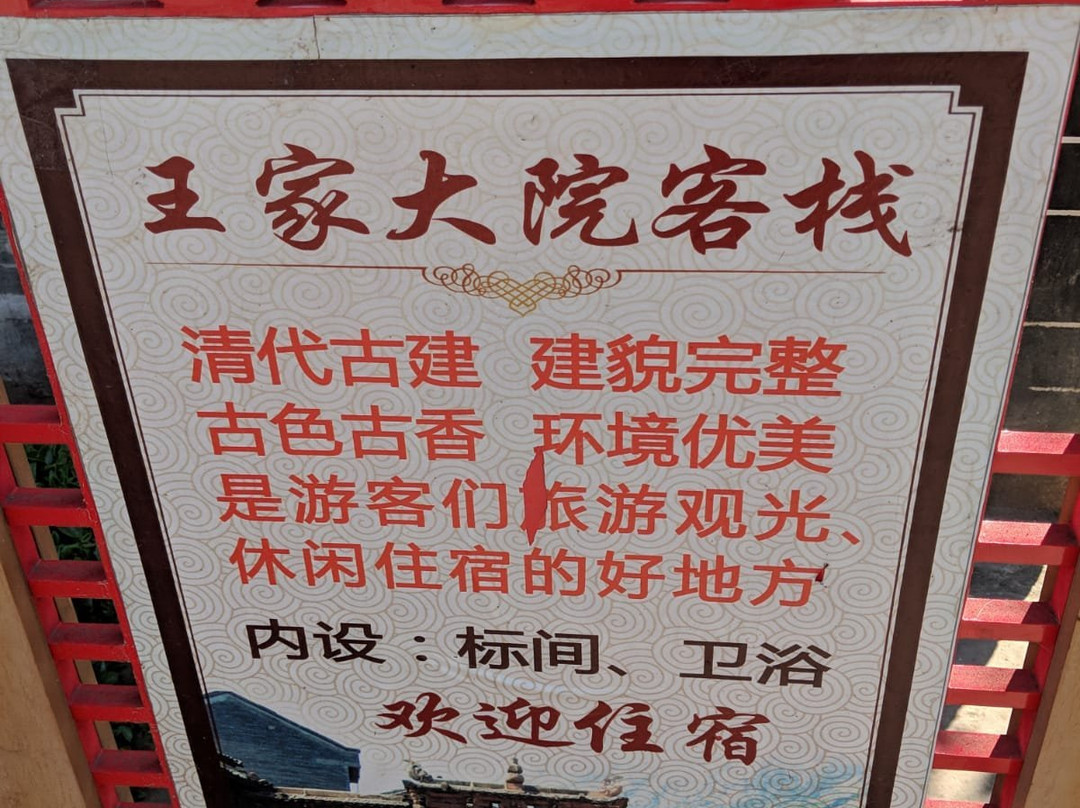 王家大院客栈
清代古建 建貌完整
古色古香 环境优美
是游客们旅游观光、
休闲住宿的好地方
内设：标间、卫浴
欢迎住宿